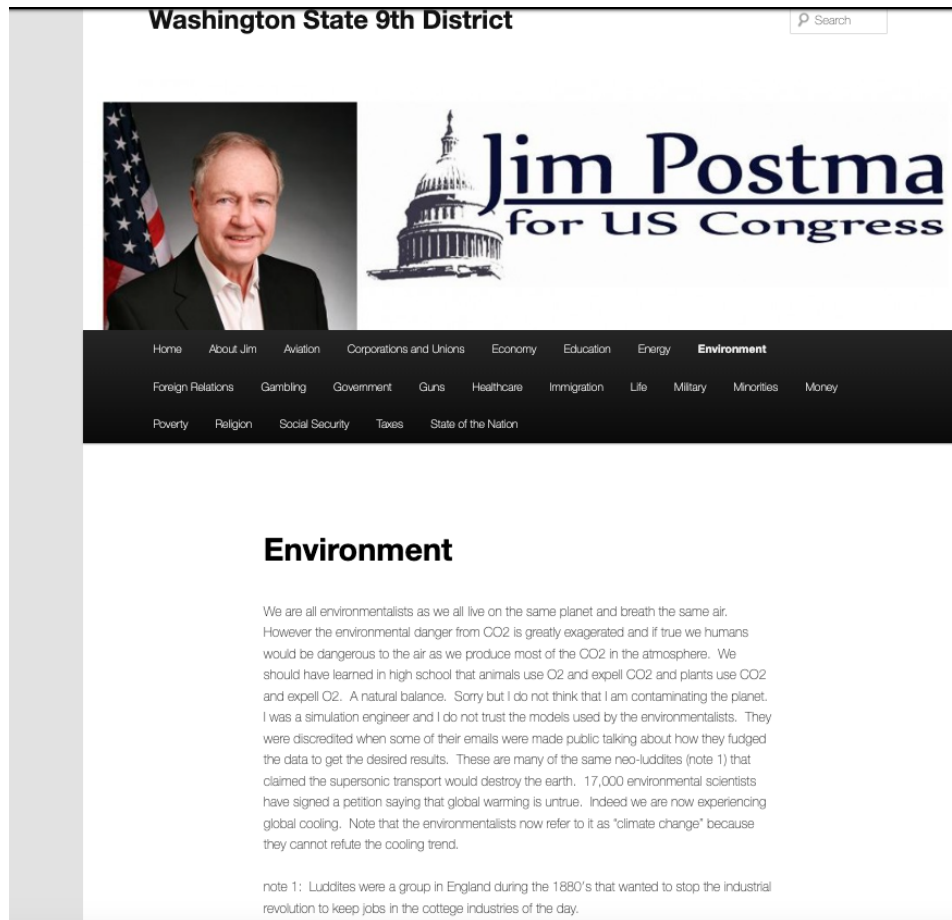 Washington State 9th District
Search
Jim Postma
for US Congress
Home About Jim Aviation Corporations and Unions Economy Education Energy Environment
Foreign Relations Gambling Government Guns Healthcare Immigration Life Military Minorities Money
Poverty Religion Social Security Taxes State of the Nation
Environment
We are all environmentalists as we all live on the same planet and breath the same air.
However the environmental danger from CO2 is greatly exagerated and if true we humans
would be dangerous to the air as we produce most of the CO2 in the atmosphere. We
should have learned in high school that animals use O2 and expell CO2 and plants use CO2
and expell O2. A natural balance. Sorry but I do not think that I am contaminating the planet.
I was a simulation engineer and I do not trust the models used by the environmentalists. They
were discredited when some of their emails were made public talking about how they fudged
the data to get the desired results. These are many of the same neo-luddites (note 1) that
claimed the supersonic transport would destroy the earth. 17,000 environmental scientists
have signed a petition saying that global warming is untrue. Indeed we are now experiencing
global cooling. Note that the environmentalists now refer to it as “climate change” because
they cannot refute the cooling trend.
note 1: Luddites were a group in England during the 1880’s that wanted to stop the industrial
revolution to keep jobs in the cottege industries of the day.